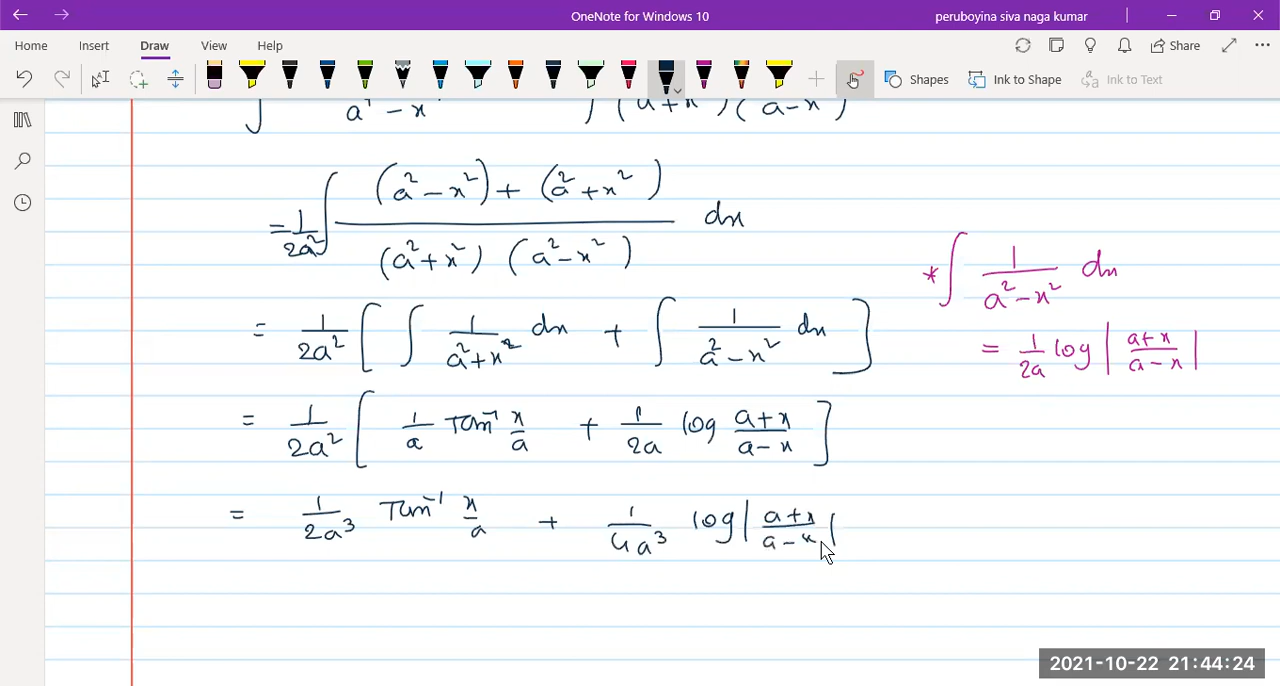 OneNote for Windows 10
peruboyina siva naga kumar
Home Insert Draw View Help
Share
Shapes Ink to Shape Ink to Text
∫ a² - x² ∫ (a + x ) ( a - x )
= 1/2a² ∫ (a² - x²) + (a² + x²) / (a² + x²) (a² - x²) dx
* ∫ 1/a² - x² dx
= 1/2a log | a+x / a-x |
= 1/2a² [ ∫ 1/a² + x² dx + ∫ 1/a² - x² dx ]
= 1/2a² [ 1/a Tan⁻¹ x/a + 1/2a log a+x / a-x ]
= 1/2a³ Tan⁻¹ x/a + 1/4a³ log | a+x / a-x |
2021-10-22 21:44:24